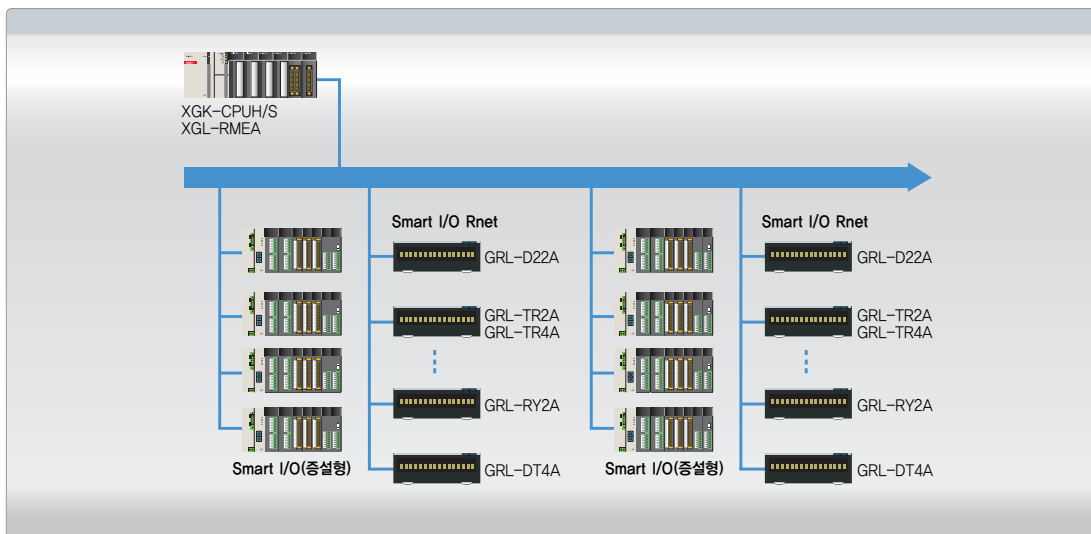 XGK-CPUH/S
XGL-RMEA
Smart I/O Rnet
GRL-D22A
GRL-TR2A
GRL-TR4A
GRL-RY2A
GRL-DT4A
Smart I/O(증설형)
Smart I/O Rnet
GRL-D22A
GRL-TR2A
GRL-TR4A
GRL-RY2A
GRL-DT4A
Smart I/O(증설형)